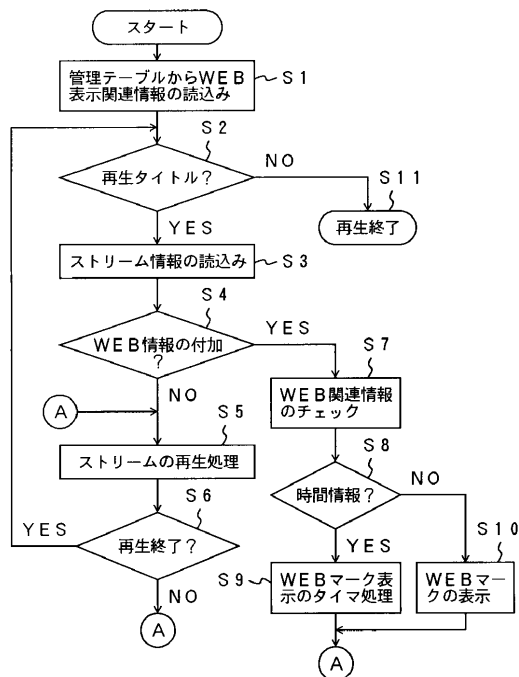 スタート
管理テーブルからWEB
表示関連情報の読込み
S1
S2
再生タイトル?
NO
S11
再生終了
YES
ストリーム情報の読込み
S3
S4
WEB情報の付加
?
YES
S7
WEB関連情報
のチェック
NO
A
S5
ストリームの再生処理
S8
時間情報?
NO
S6
再生終了?
YES
YES
S10
S9
WEBマーク表
示のタイマ処理
WEBマー
クの表示
NO
A
A